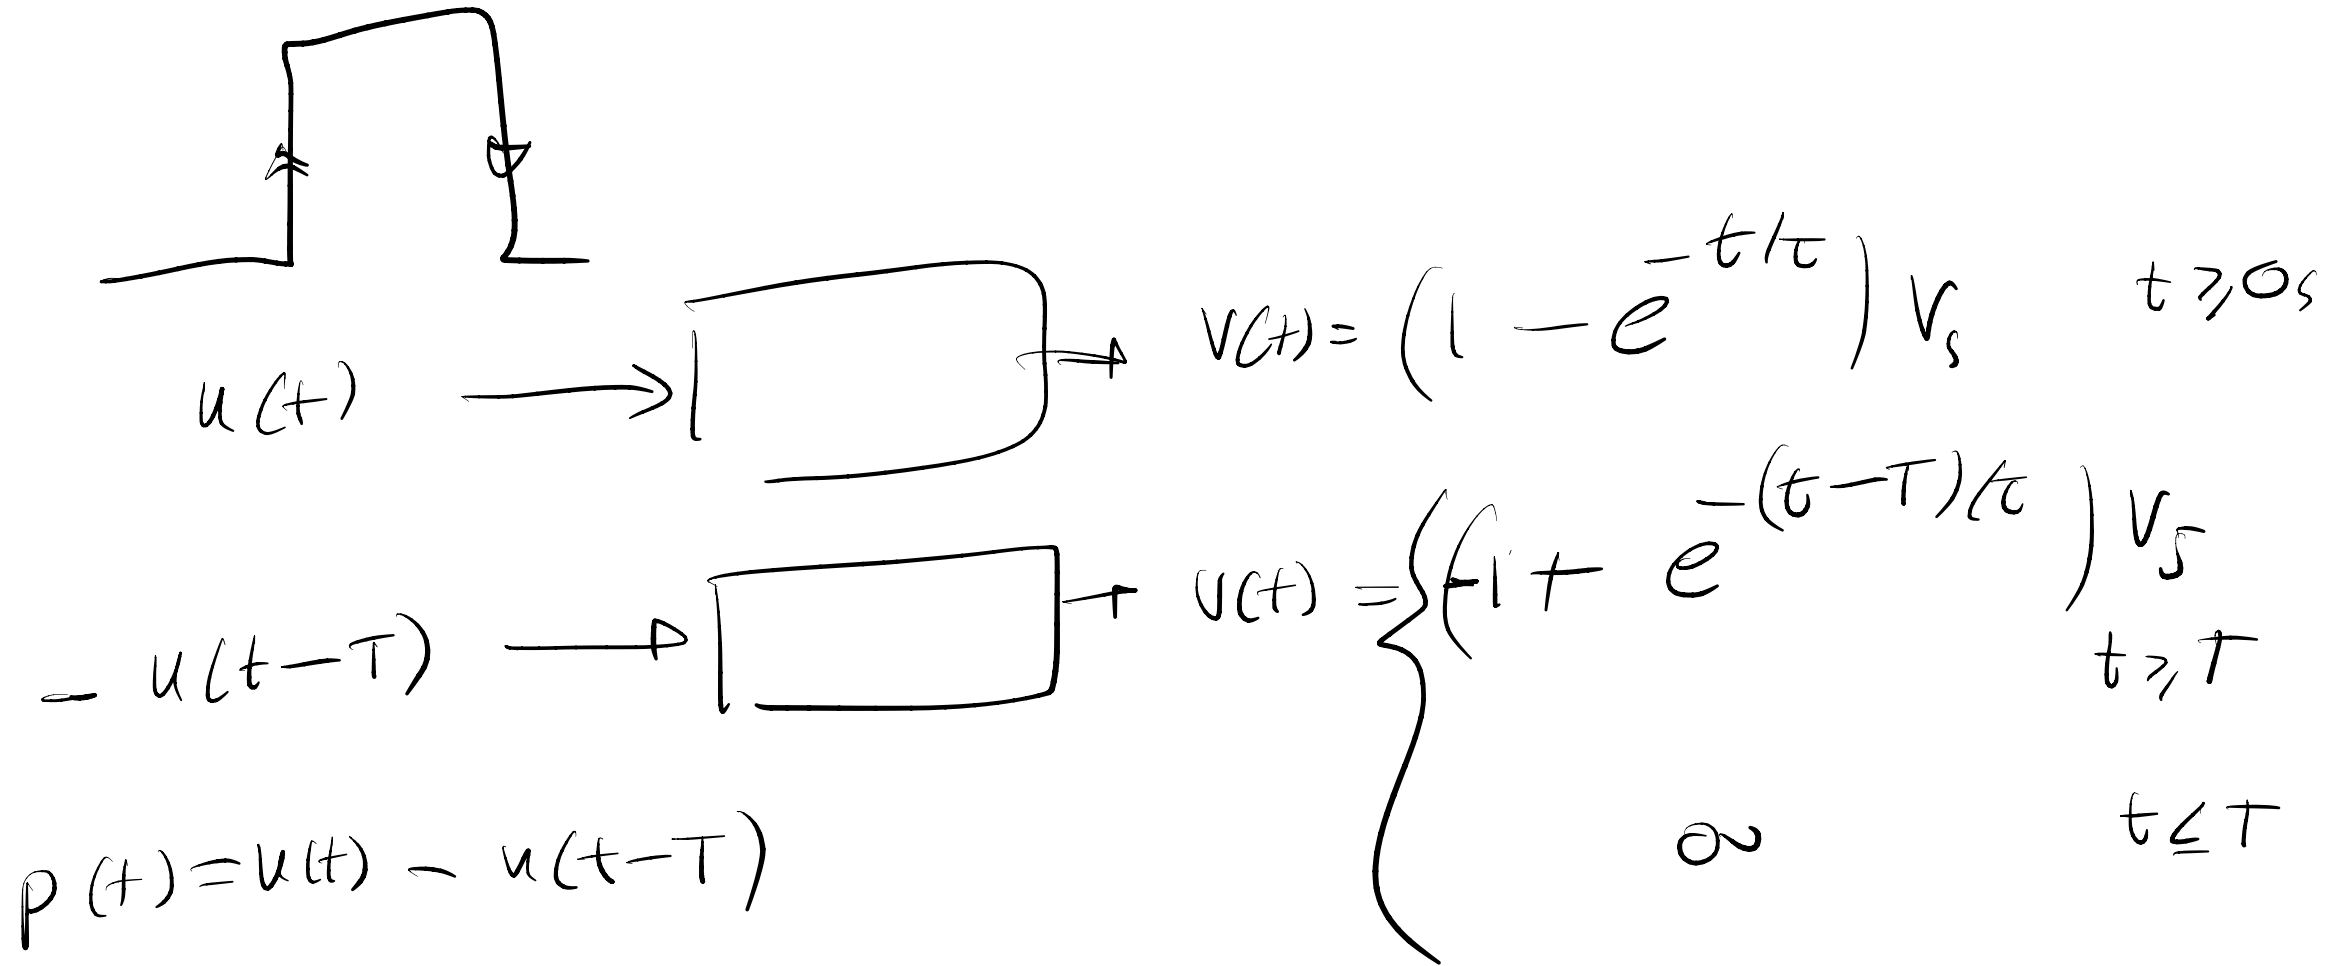 u(t) → V(t) = (1 − e^{−t/τ}) V_s t ≥ 0s
− u(t−T) → V(t) = { (−1 + e^{−(t−T)/τ}) V_s
t ≥ T
0 t ≤ T
p(t) = u(t) − u(t−T)